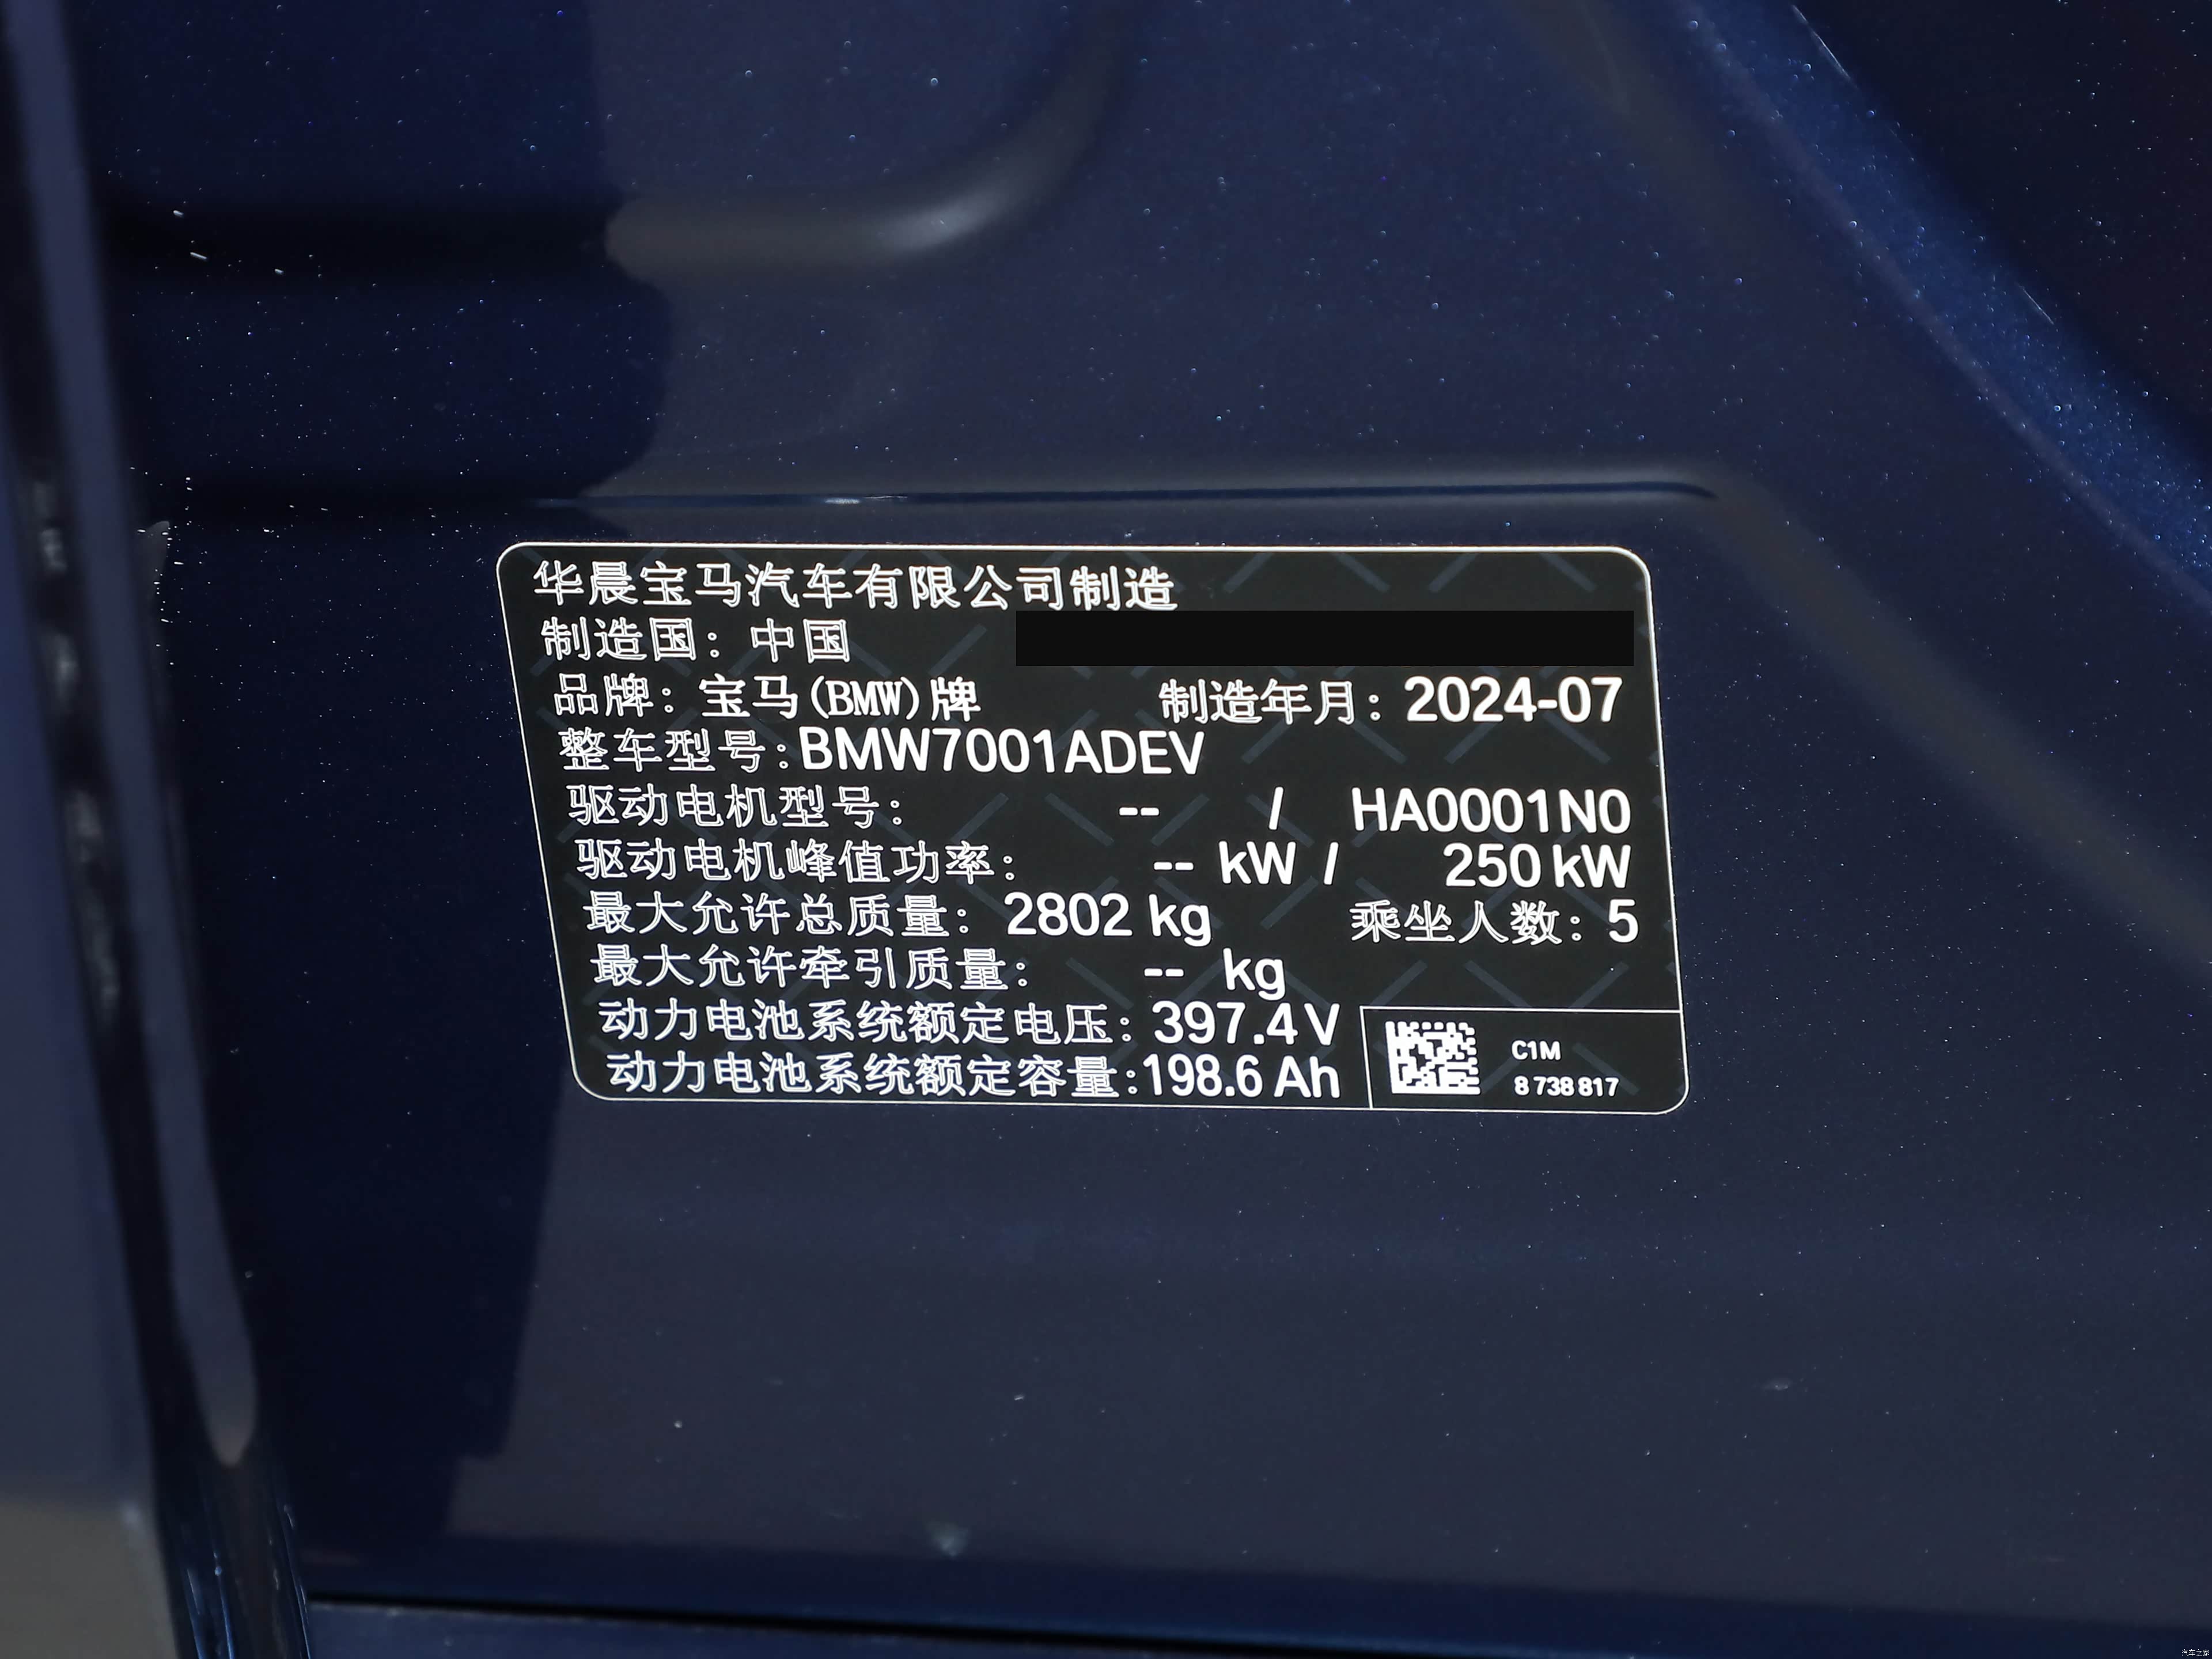 华晨宝马汽车有限公司制造
制造国：中国
品牌：宝马(BMW)牌 制造年月：2024-07
整车型号:BMW7001ADEV
驱动电机型号： -- / HA0001N0
驱动电机峰值功率： -- kW / 250 kW
最大允许总质量：2802 kg 乘坐人数：5
最大允许牵引质量： -- kg
动力电池系统额定电压：397.4 V
动力电池系统额定容量:198.6 Ah
C1M
8 738 817
汽车之家